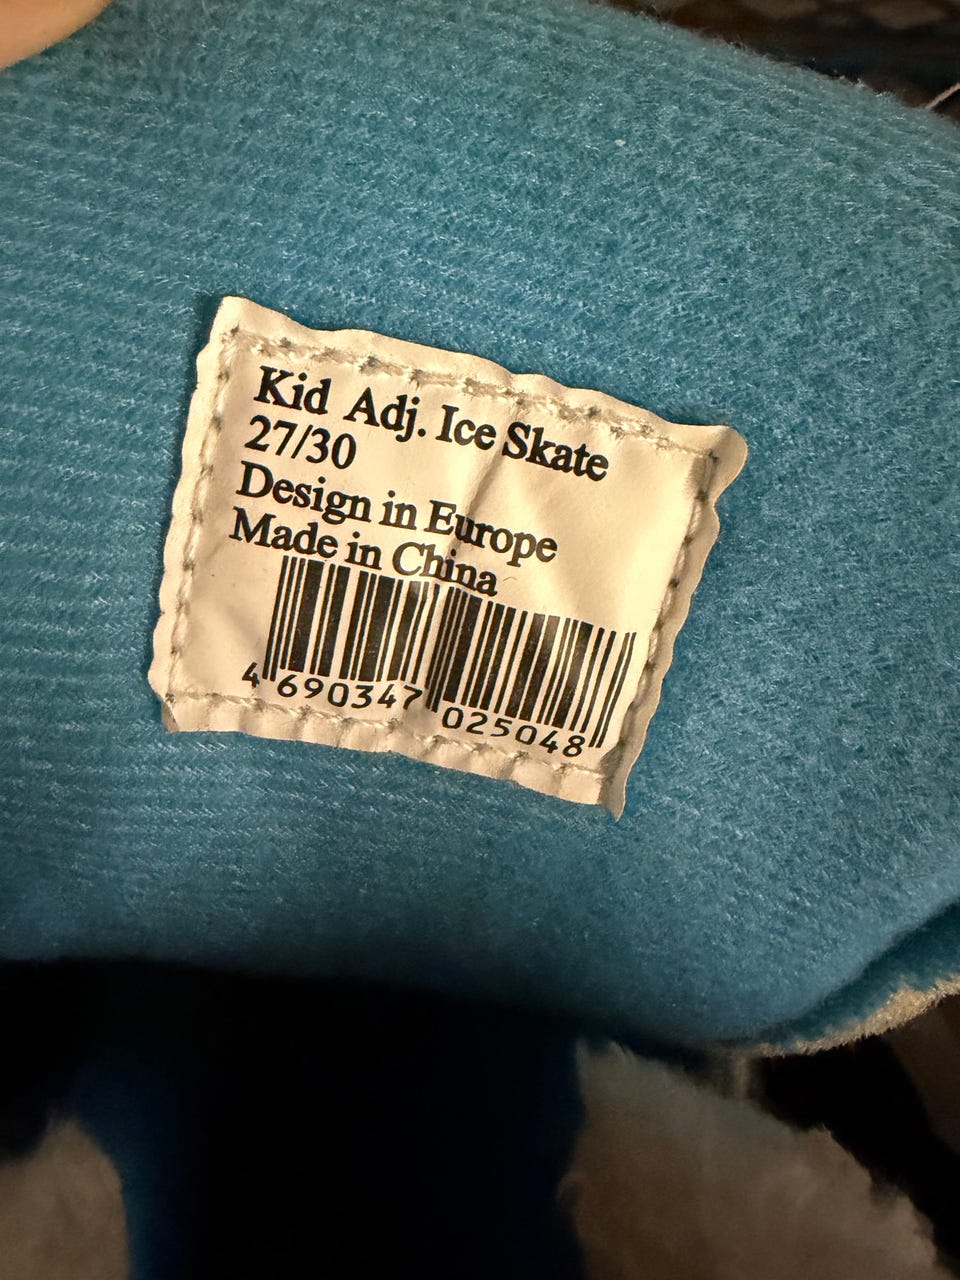 Kid Adj. Ice Skate
27/30
Design in Europe
Made in China
4 690347 025048